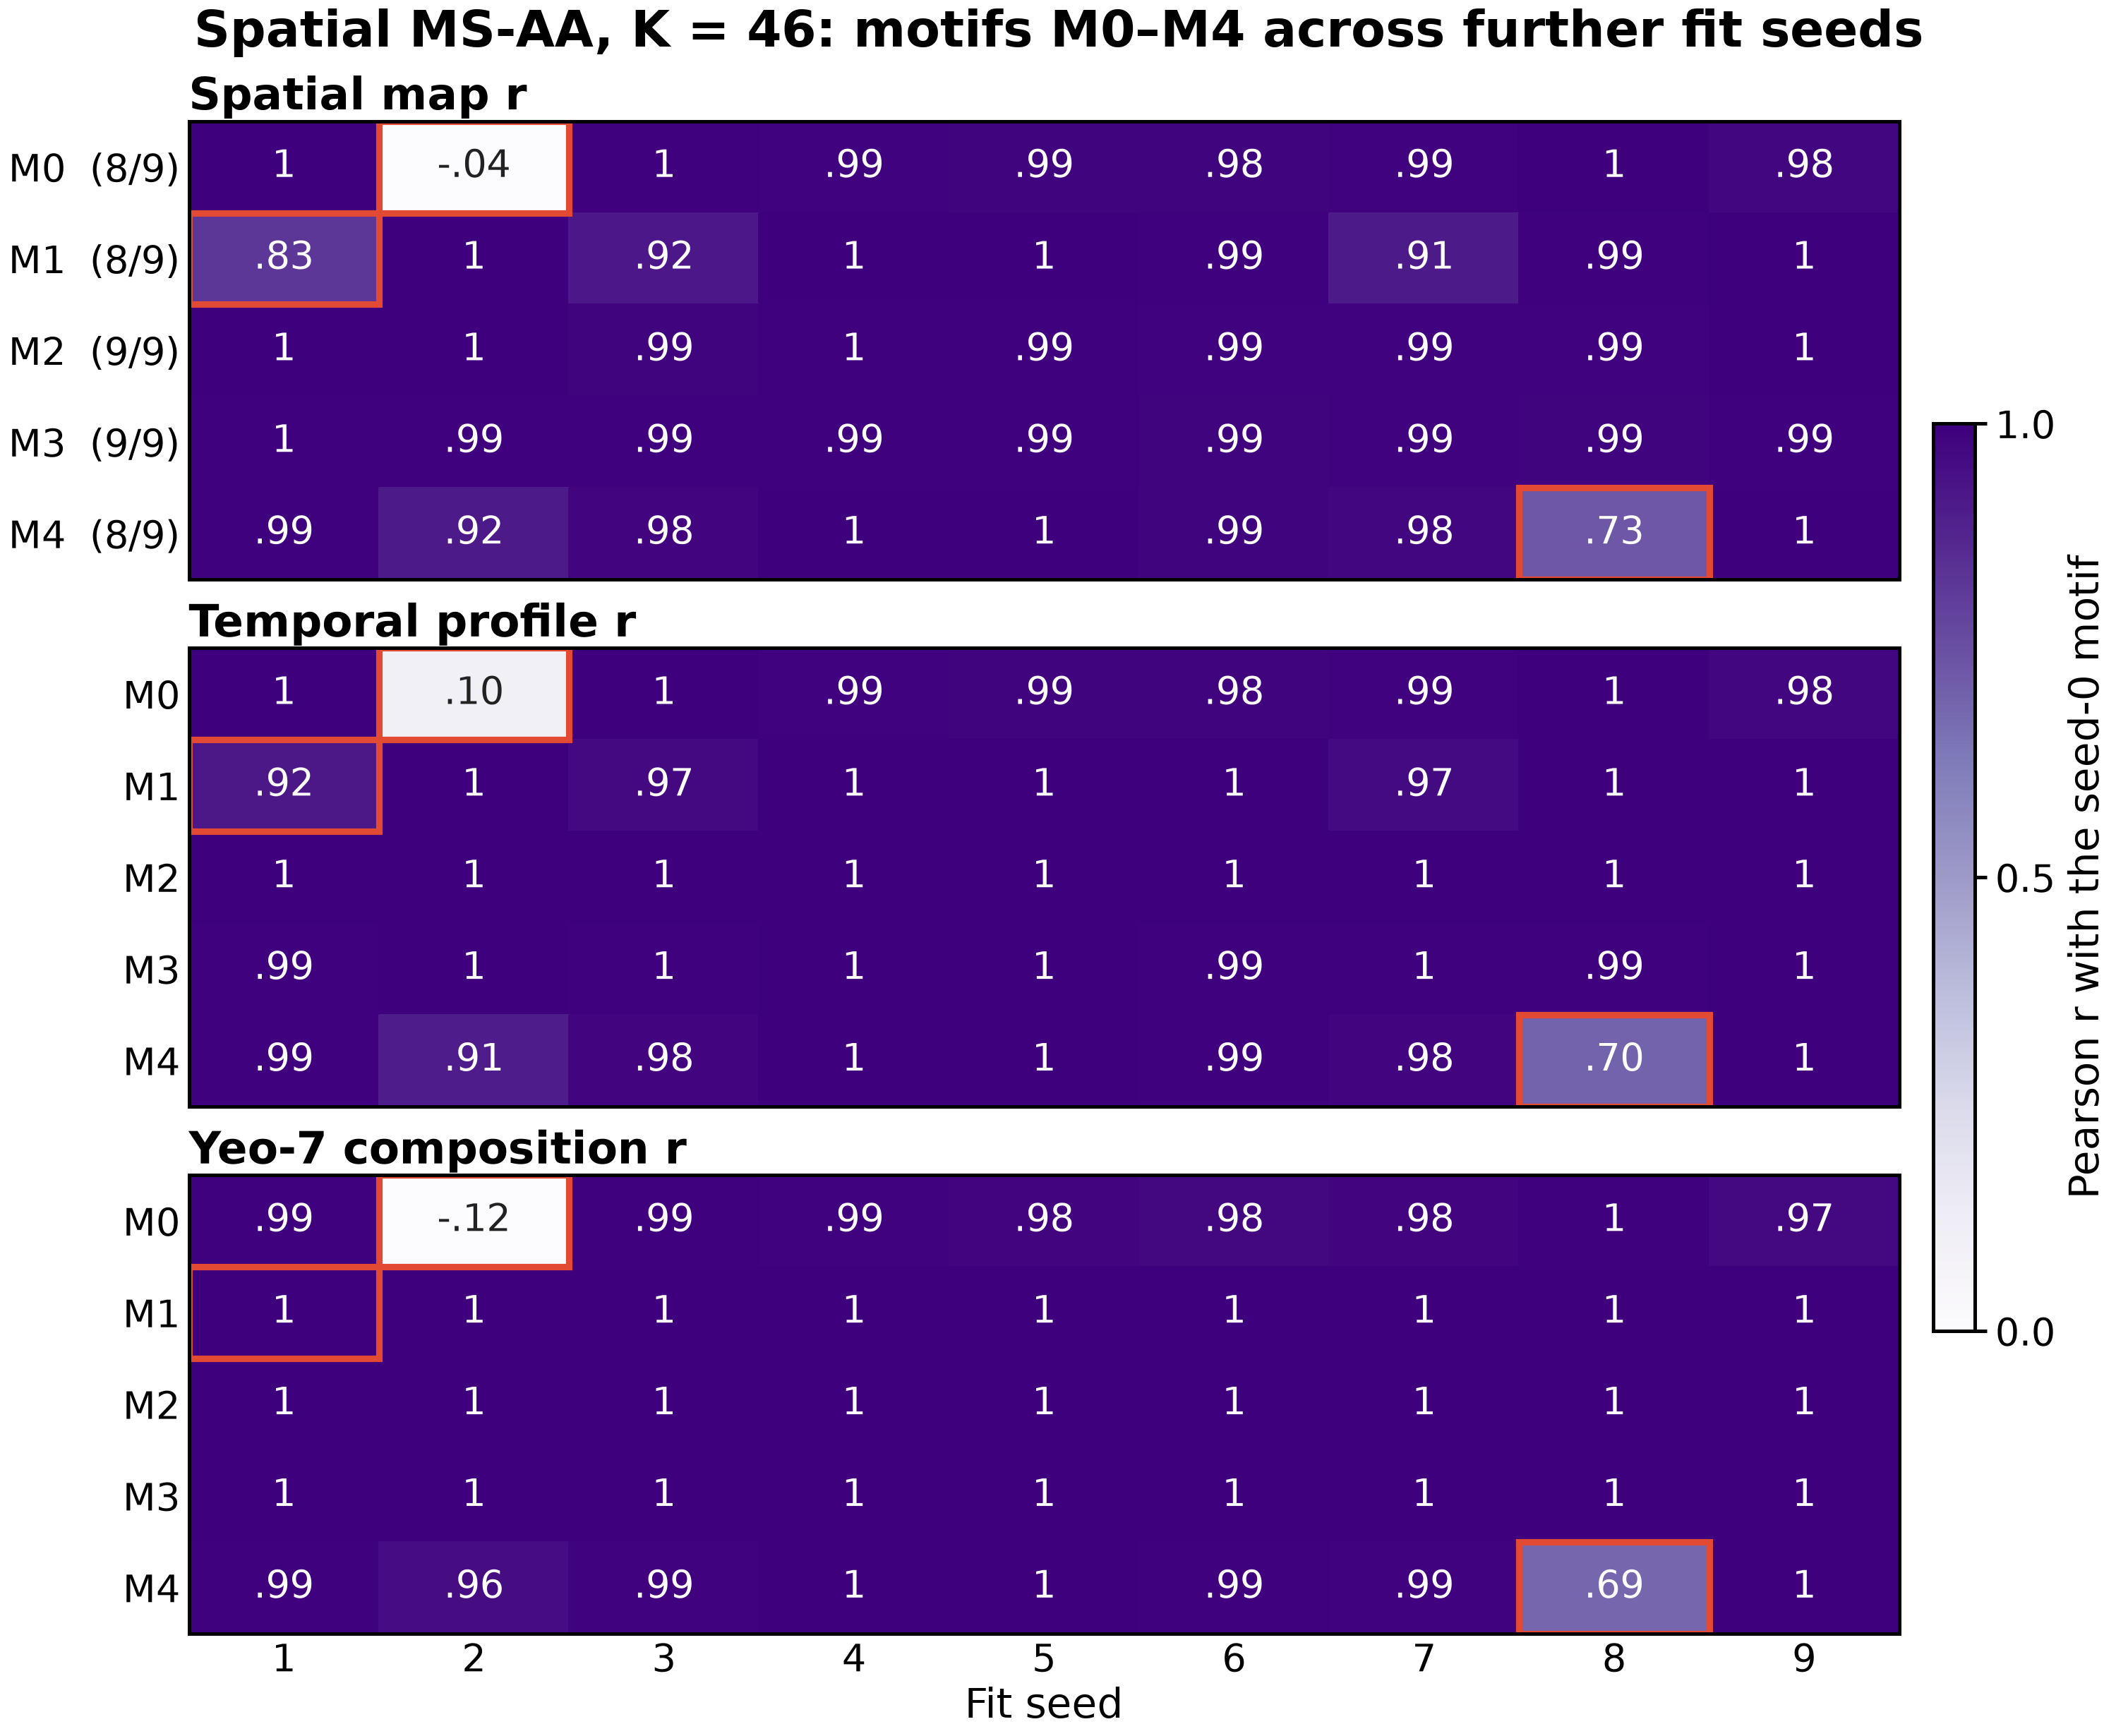 Spatial MS-AA, K = 46: motifs M0–M4 across further fit seeds
Spatial map r
M0 (8/9) 1 -.04 1 .99 .99 .98 .99 1 .98
M1 (8/9) .83 1 .92 1 1 .99 .91 .99 1
M2 (9/9) 1 1 .99 1 .99 .99 .99 .99 1
M3 (9/9) 1 .99 .99 .99 .99 .99 .99 .99 .99
M4 (8/9) .99 .92 .98 1 1 .99 .98 .73 1
Temporal profile r
M0 1 .10 1 .99 .99 .98 .99 1 .98
M1 .92 1 .97 1 1 1 .97 1 1
M2 1 1 1 1 1 1 1 1 1
M3 .99 1 1 1 1 .99 1 .99 1
M4 .99 .91 .98 1 1 .99 .98 .70 1
Yeo-7 composition r
M0 .99 -.12 .99 .99 .98 .98 .98 1 .97
M1 1 1 1 1 1 1 1 1 1
M2 1 1 1 1 1 1 1 1 1
M3 1 1 1 1 1 1 1 1 1
M4 .99 .96 .99 1 1 .99 .99 .69 1
1 2 3 4 5 6 7 8 9
Fit seed
1.0
0.5
0.0
Pearson r with the seed-0 motif